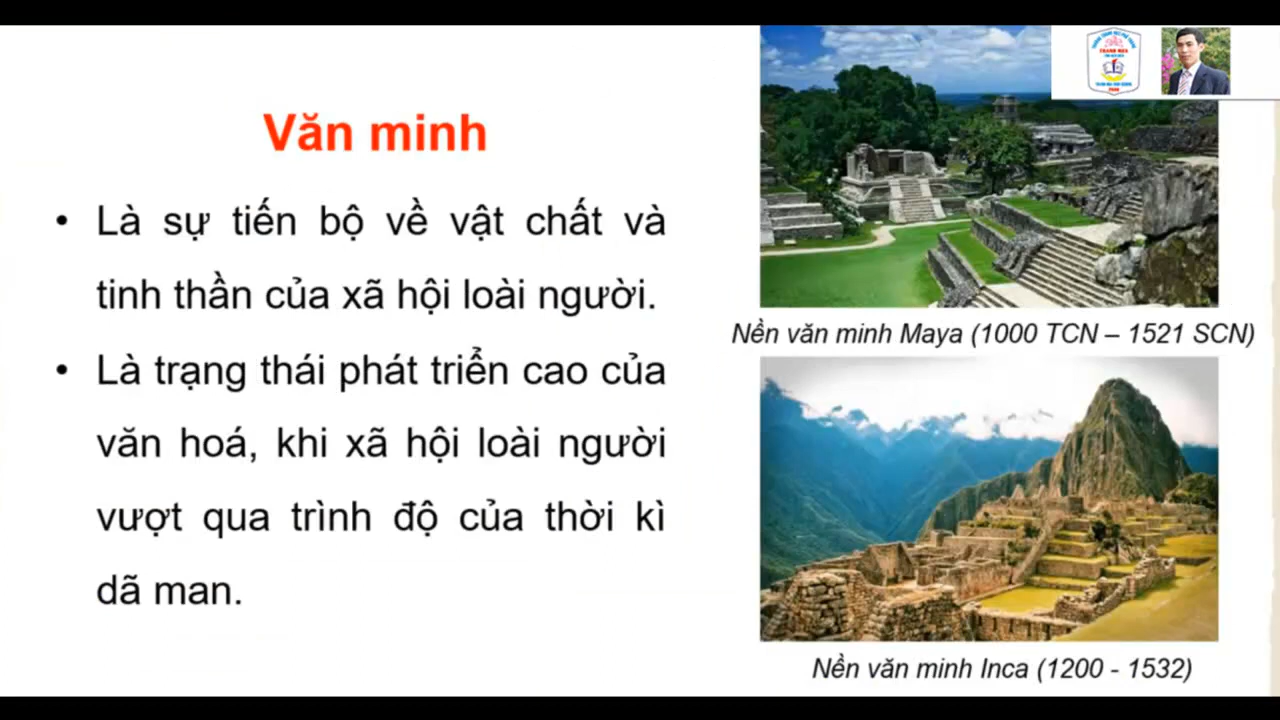 Văn minh
• Là sự tiến bộ về vật chất và
tinh thần của xã hội loài người.
• Là trạng thái phát triển cao của
văn hoá, khi xã hội loài người
vượt qua trình độ của thời kì
dã man.
Nền văn minh Maya (1000 TCN – 1521 SCN)
Nền văn minh Inca (1200 - 1532)